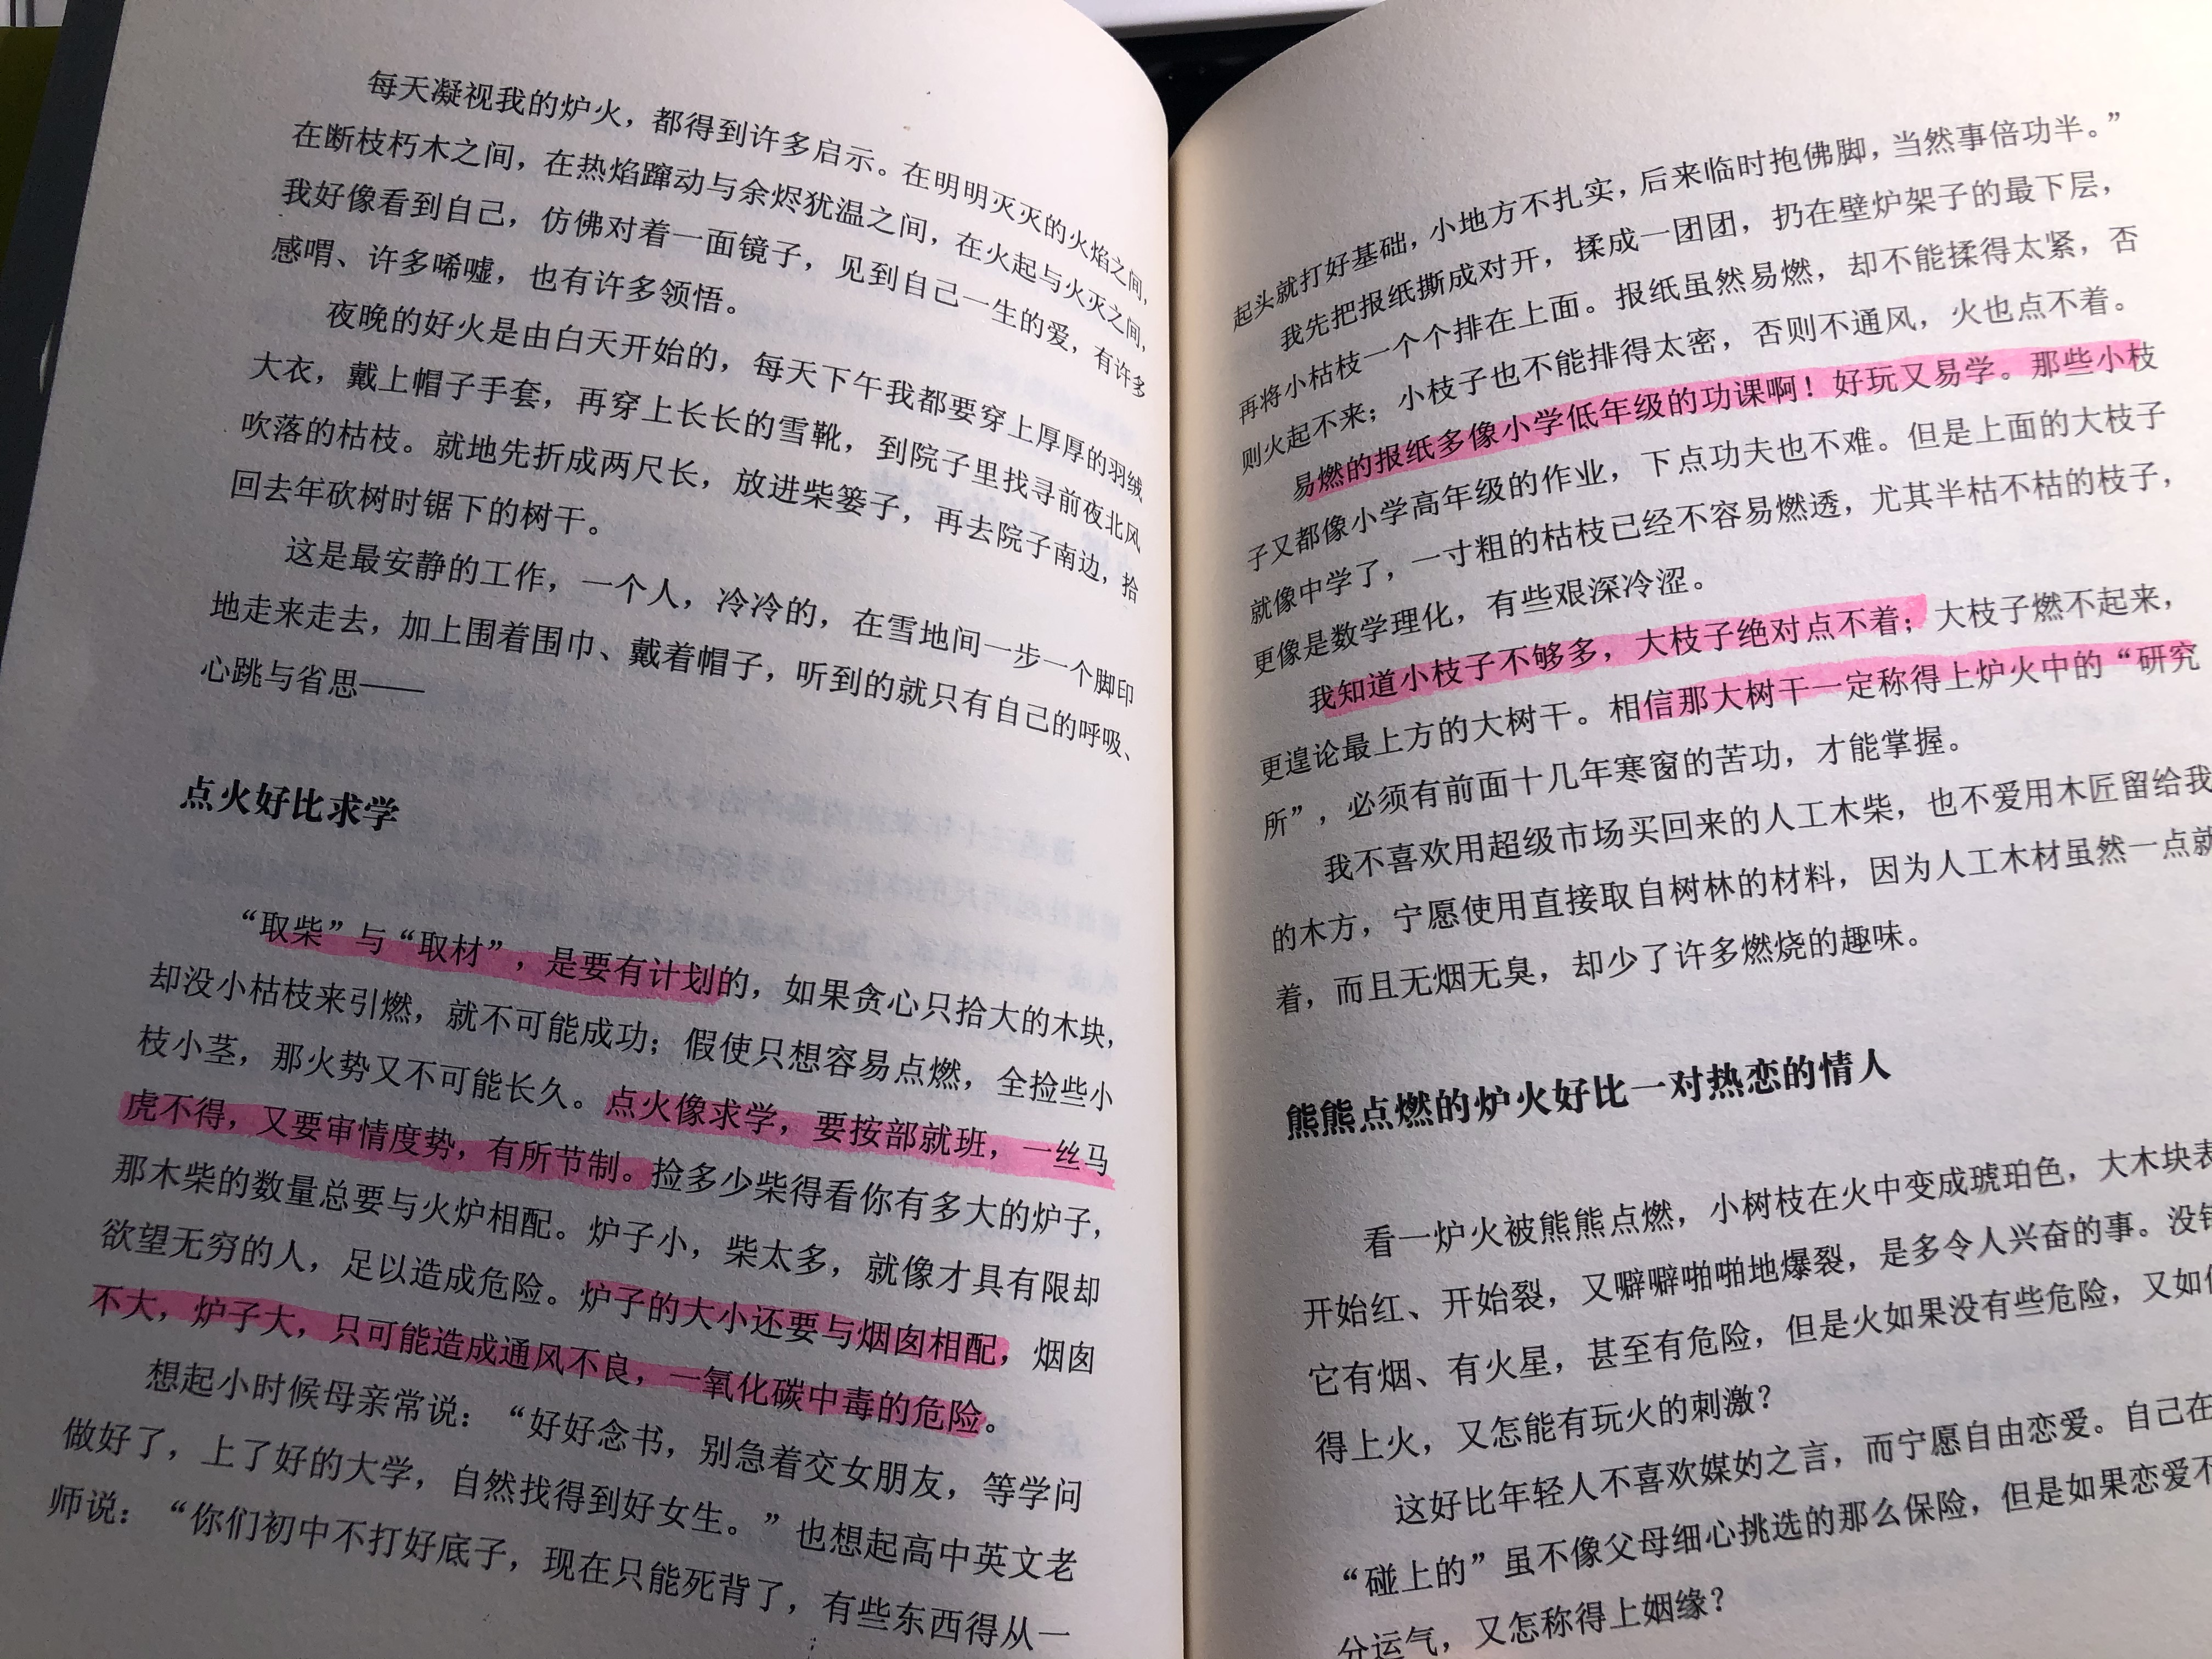 每天凝视我的炉火，都得到许多启示。在明明灭灭的火焰之间，
在断枝朽木之间，在热焰蹿动与余烬犹温之间，在火起与火灭之间，
我好像看到自己，仿佛对着一面镜子，见到自己一生的爱，有许多
感喟、许多唏嘘，也有许多领悟。
夜晚的好火是由白天开始的，每天下午我都要穿上厚厚的羽绒
大衣，戴上帽子手套，再穿上长长的雪靴，到院子里找寻前夜北风
吹落的枯枝。就地先折成两尺长，放进柴篓子，再去院子南边，拾
回去年砍树时锯下的树干。
这是最安静的工作，一个人，冷冷的，在雪地间一步一个脚印
地走来走去，加上围着围巾、戴着帽子，听到的就只有自己的呼吸、
心跳与省思——
点火好比求学
“取柴”与“取材”，是要有计划的，如果贪心只拾大的木块，
却没小枯枝来引燃，就不可能成功；假使只想容易点燃，全捡些小
枝小茎，那火势又不可能长久。点火像求学，要按部就班，一丝马
虎不得，又要审情度势，有所节制。捡多少柴得看你有多大的炉子，
那木柴的数量总要与火炉相配。炉子小，柴太多，就像才具有限却
欲望无穷的人，足以造成危险。炉子的大小还要与烟囱相配，烟囱
不大，炉子大，只可能造成通风不良，一氧化碳中毒的危险。
想起小时候母亲常说：“好好念书，别急着交女朋友，等学问
做好了，上了好的大学，自然找得到好女生。”也想起高中英文老
师说：“你们初中不打好底子，现在只能死背了，有些东西得从一
起头就打好基础，小地方不扎实，后来临时抱佛脚，当然事倍功半。”
我先把报纸撕成对开，揉成一团团，扔在壁炉架子的最下层，
再将小枯枝一个个排在上面。报纸虽然易燃，却不能揉得太紧，否
则火起不来；小枝子也不能排得太密，否则不通风，火也点不着。
易燃的报纸多像小学低年级的功课啊！好玩又易学。那些小枝
子又都像小学高年级的作业，下点功夫也不难。但是上面的大枝子
就像中学了，一寸粗的枯枝已经不容易燃透，尤其半枯不枯的枝子，
更像是数学理化，有些艰深冷涩。
我知道小枝子不够多，大枝子绝对点不着；大枝子燃不起来，
更遑论最上方的大树干。相信那大树干一定称得上炉火中的“研究
所”，必须有前面十几年寒窗的苦功，才能掌握。
我不喜欢用超级市场买回来的人工木柴，也不爱用木匠留给我
的木方，宁愿使用直接取自树林的材料，因为人工木材虽然一点就
着，而且无烟无臭，却少了许多燃烧的趣味。
熊熊点燃的炉火好比一对热恋的情人
看一炉火被熊熊点燃，小树枝在火中变成琥珀色，大木块表
开始红、开始裂，又噼噼啪啪地爆裂，是多令人兴奋的事。没错
它有烟、有火星，甚至有危险，但是火如果没有些危险，又如何
得上火，又怎能有玩火的刺激？
这好比年轻人不喜欢媒妁之言，而宁愿自由恋爱。自己在
“碰上的”虽不像父母细心挑选的那么保险，但是如果恋爱不
分运气，又怎称得上姻缘？